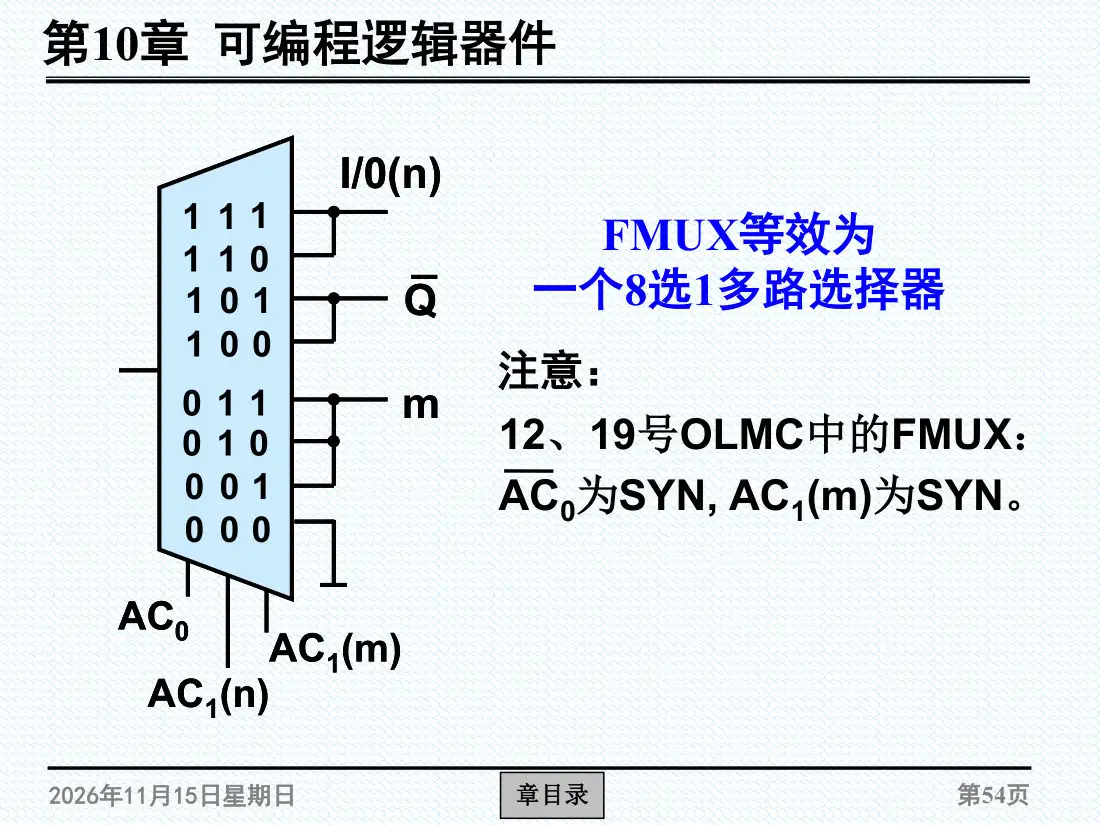 第10章 可编程逻辑器件
I/0(n)
1 1 1
1 1 0
1 0 1
Q̅
1 0 0
0 1 1
m
0 1 0
0 0 1
0 0 0
AC₀
AC₁(m)
AC₁(n)
FMUX等效为
一个8选1多路选择器
注意：
12、19号OLMC中的FMUX：
A̅C̅₀为SYN, AC₁(m)为SYN。
2026年11月15日星期日
章目录
第54页